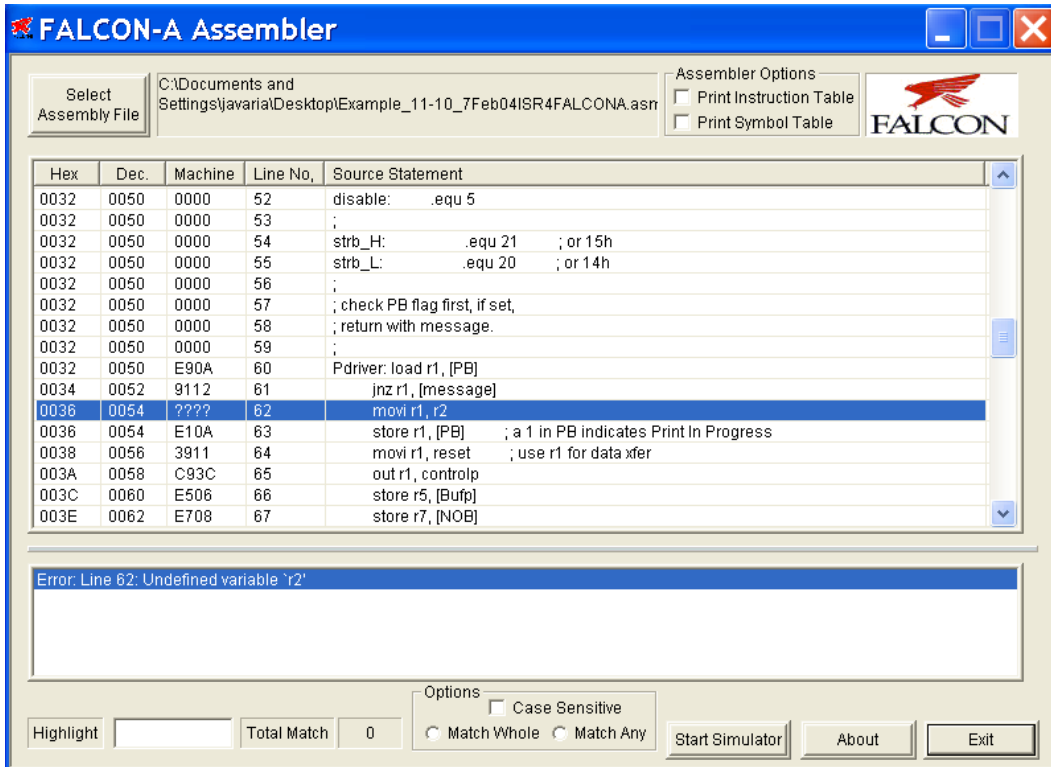 FALCON-A Assembler
Select
Assembly File
C:\Documents and
Settings\javaria\Desktop\Example_11-10_7Feb04ISR4FALCONA.asm
Assembler Options
Print Instruction Table
Print Symbol Table
FALCON
Hex Dec. Machine Line No, Source Statement
0032 0050 0000 52 disable: .equ 5
0032 0050 0000 53 ;
0032 0050 0000 54 strb_H: .equ 21 ; or 15h
0032 0050 0000 55 strb_L: .equ 20 ; or 14h
0032 0050 0000 56 ;
0032 0050 0000 57 ; check PB flag first, if set,
0032 0050 0000 58 ; return with message.
0032 0050 0000 59 ;
0032 0050 E90A 60 Pdriver: load r1, [PB]
0034 0052 9112 61 jnz r1, [message]
0036 0054 ???? 62 movi r1, r2
0036 0054 E10A 63 store r1, [PB] ; a 1 in PB indicates Print In Progress
0038 0056 3911 64 movi r1, reset ; use r1 for data xfer
003A 0058 C93C 65 out r1, controlp
003C 0060 E506 66 store r5, [Bufp]
003E 0062 E708 67 store r7, [NOB]
Error: Line 62: Undefined variable `r2'
Highlight
Total Match 0
Options
Case Sensitive
Match Whole Match Any
Start Simulator
About
Exit